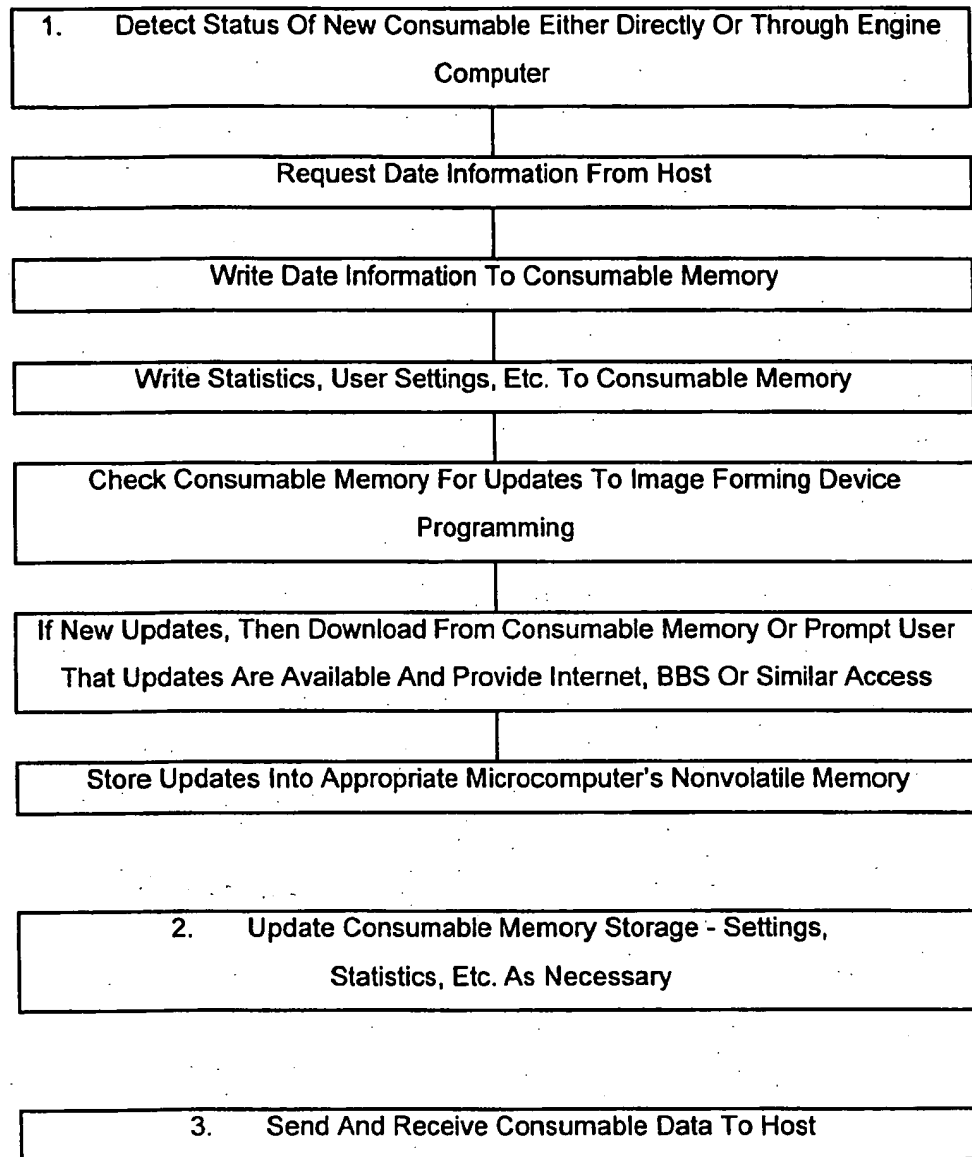 1. Detect Status Of New Consumable Either Directly Or Through Engine
Computer
Request Date Information From Host
Write Date Information To Consumable Memory
Write Statistics, User Settings, Etc. To Consumable Memory
Check Consumable Memory For Updates To Image Forming Device
Programming
If New Updates, Then Download From Consumable Memory Or Prompt User
That Updates Are Available And Provide Internet, BBS Or Similar Access
Store Updates Into Appropriate Microcomputer's Nonvolatile Memory
2. Update Consumable Memory Storage - Settings,
Statistics, Etc. As Necessary
3. Send And Receive Consumable Data To Host